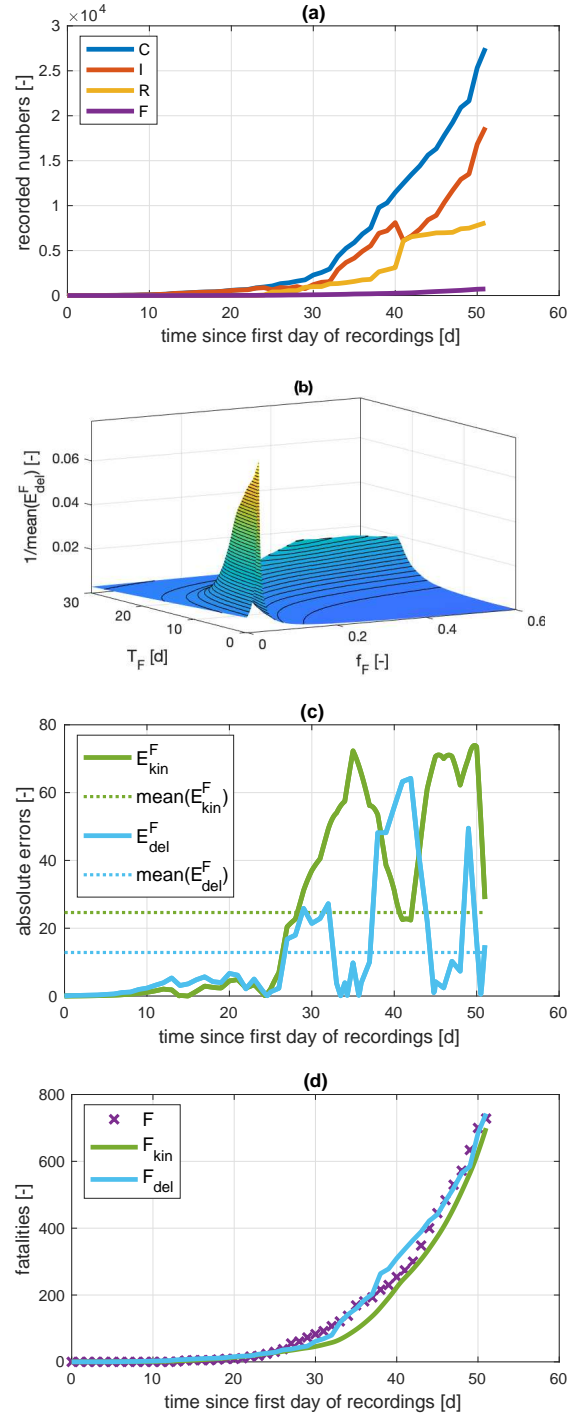 (a)
×10⁴
3
2.5
2
1.5
1
0.5
0
C
I
R
F
recorded numbers [-]
0 10 20 30 40 50 60
time since first day of recordings [d]
(b)
1/mean(E^F_del) [-]
0.06
0.04
0.02
30
20
10
0
T_F [d]
0
0.2
0.4
0.6
f_F [-]
(c)
80
60
40
20
0
E^F_kin
mean(E^F_kin)
E^F_del
mean(E^F_del)
absolute errors [-]
0 10 20 30 40 50 60
time since first day of recordings [d]
(d)
800
600
400
200
0
F
F_kin
F_del
fatalities [-]
0 10 20 30 40 50 60
time since first day of recordings [d]